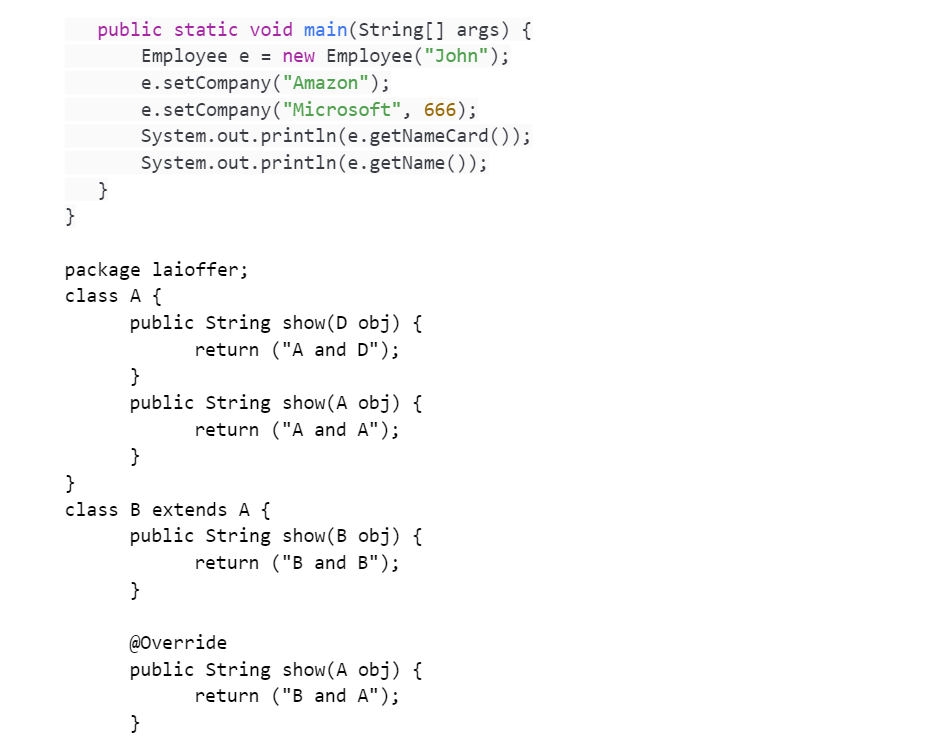 public static void main(String[] args) {
Employee e = new Employee("John");
e.setCompany("Amazon");
e.setCompany("Microsoft", 666);
System.out.println(e.getNameCard());
System.out.println(e.getName());
}
}
package laioffer;
class A {
public String show(D obj) {
return ("A and D");
}
public String show(A obj) {
return ("A and A");
}
}
class B extends A {
public String show(B obj) {
return ("B and B");
}
@Override
public String show(A obj) {
return ("B and A");
}